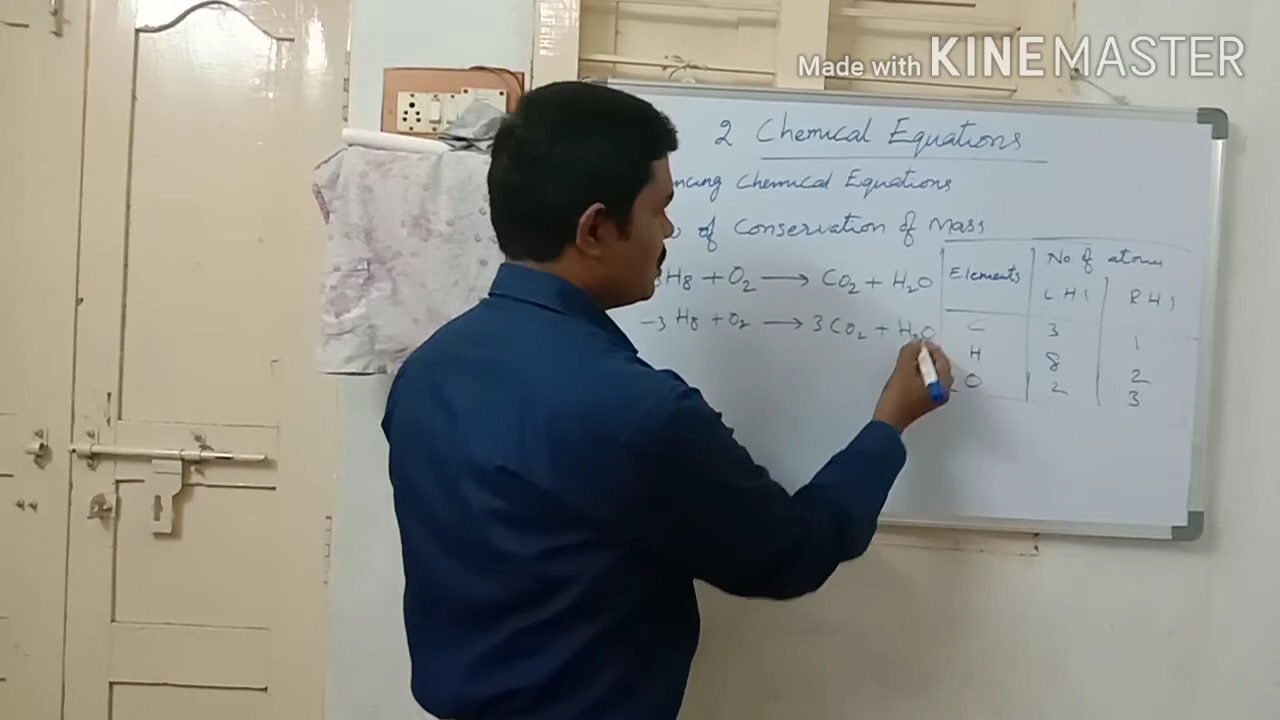 Made with KINEMASTER
2 Chemical Equations
ncing Chemical Equations
of Conservation of Mass
H8 + O2 → CO2 + H2O
3 H8 + O2 → 3 CO2 + H2O
Elements No of atoms
LHS RHS
C 3 1
H 8 2
O 2 3